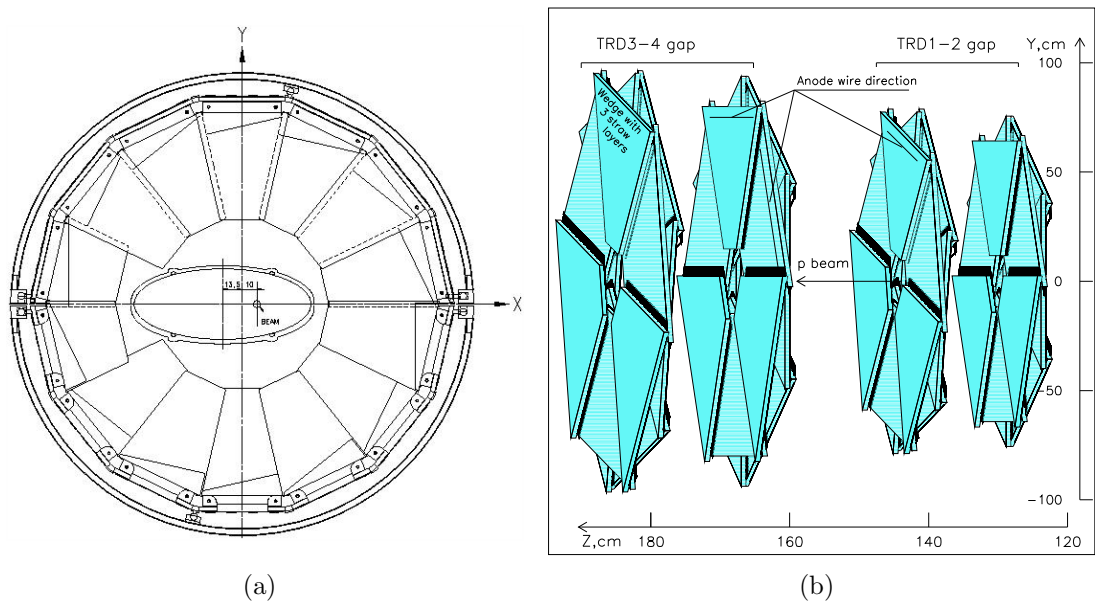 Y
X
13,5 10
BEAM
(a)
TRD3-4 gap
TRD1-2 gap
Y,cm
100
Anode wire direction
Wedge with
3 straw
layers
50
p beam
0
-50
-100
Z,cm
180
160
140
120
(b)